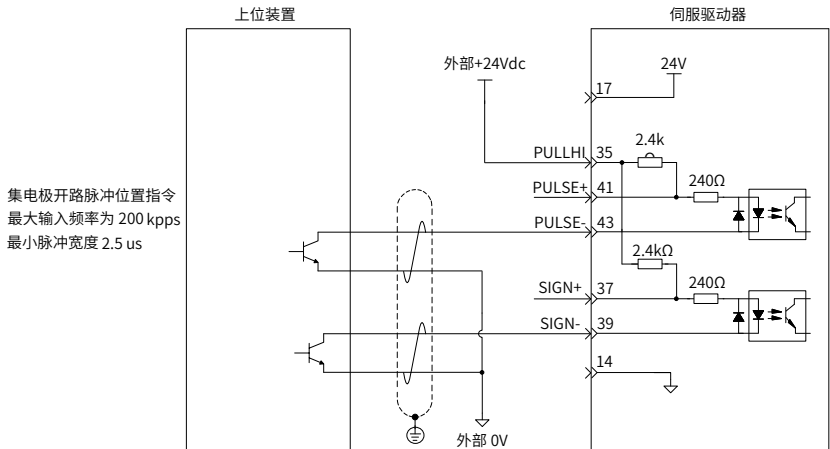 上位装置
伺服驱动器
外部+24Vdc
24V
17
2.4k
PULLHI
35
240Ω
PULSE+
41
集电极开路脉冲位置指令
最大输入频率为 200 kpps
最小脉冲宽度 2.5 us
PULSE-
43
2.4kΩ
240Ω
SIGN+
37
SIGN-
39
14
外部 0V